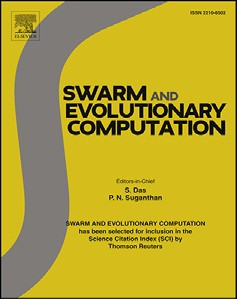 ELSEVIER
ISSN 2210-6502
SWARM AND EVOLUTIONARY
COMPUTATION
Editors-in-Chief
S. Das
P. N. Suganthan
SWARM AND EVOLUTIONARY COMPUTATION
has been selected for inclusion in the
Science Citation Index (SCI) by
Thomson Reuters